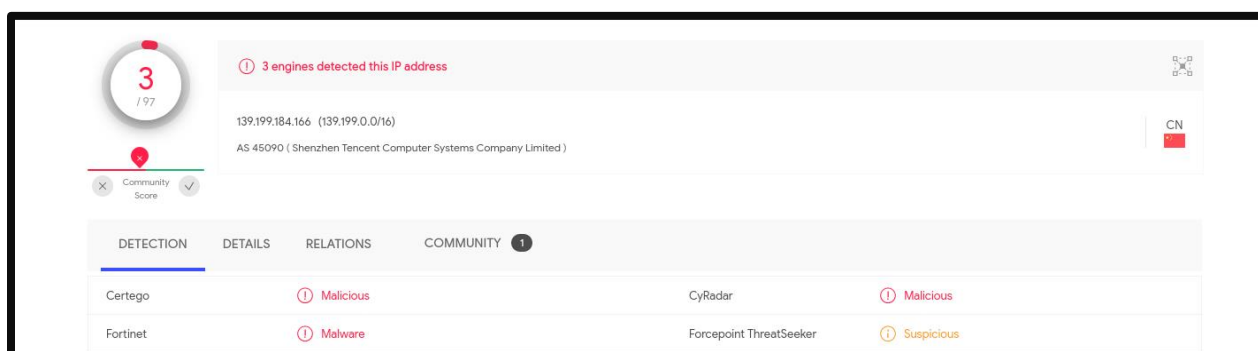 3
/ 97
3 engines detected this IP address
139.199.184.166 (139.199.0.0/16)
AS 45090 ( Shenzhen Tencent Computer Systems Company Limited )
CN
Community
Score
DETECTION DETAILS RELATIONS COMMUNITY 1
Certego Malicious CyRadar Malicious
Fortinet Malware Forcepoint ThreatSeeker Suspicious